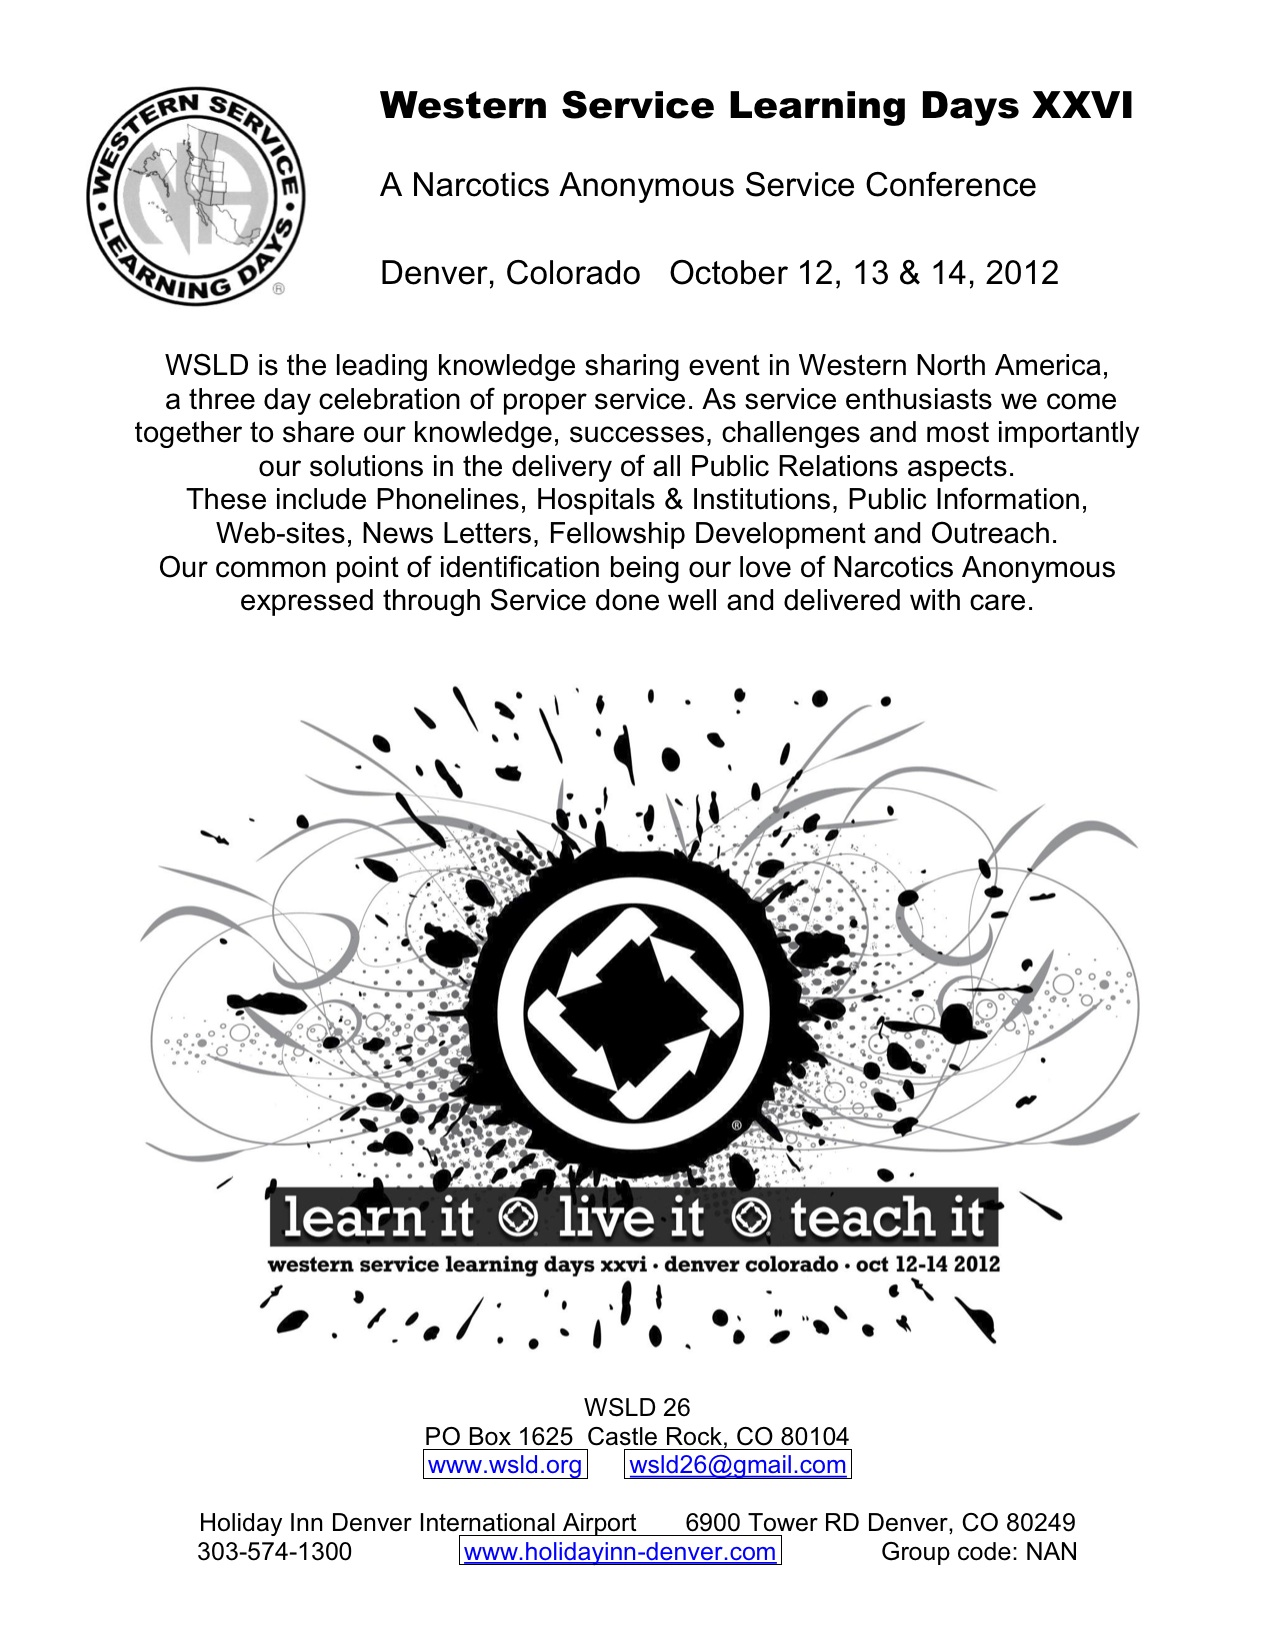 WESTERN SERVICE
LEARNING DAYS
NA
®
Western Service Learning Days XXVI
A Narcotics Anonymous Service Conference
Denver, Colorado October 12, 13 & 14, 2012
WSLD is the leading knowledge sharing event in Western North America,
a three day celebration of proper service. As service enthusiasts we come
together to share our knowledge, successes, challenges and most importantly
our solutions in the delivery of all Public Relations aspects.
These include Phonelines, Hospitals & Institutions, Public Information,
Web-sites, News Letters, Fellowship Development and Outreach.
Our common point of identification being our love of Narcotics Anonymous
expressed through Service done well and delivered with care.
®
learn it live it teach it
western service learning days xxvi · denver colorado · oct 12-14 2012
WSLD 26
PO Box 1625 Castle Rock, CO 80104
www.wsld.org wsld26@gmail.com
Holiday Inn Denver International Airport 6900 Tower RD Denver, CO 80249
303-574-1300 www.holidayinn-denver.com Group code: NAN